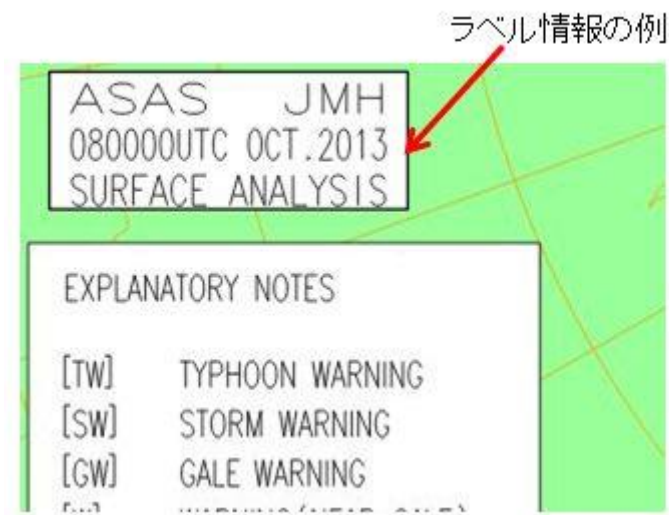 ラベル情報の例
ASAS JMH
080000UTC OCT.2013
SURFACE ANALYSIS
EXPLANATORY NOTES
[TW] TYPHOON WARNING
[SW] STORM WARNING
[GW] GALE WARNING